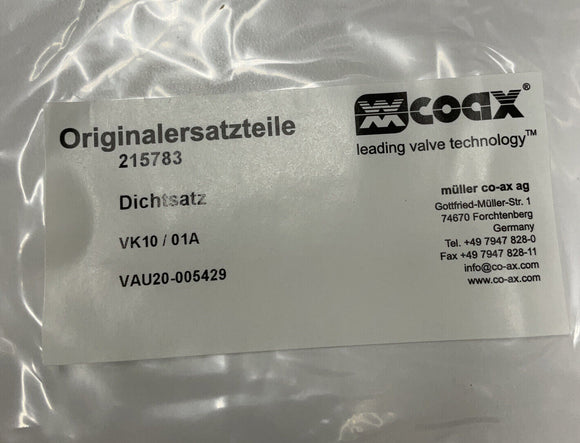 Originalersatzteile
215783
Dichtsatz
VK10 / 01A
VAU20-005429
coax®
leading valve technology™
müller co-ax ag
Gottfried-Müller-Str. 1
74670 Forchtenberg
Germany
Tel. +49 7947 828-0
Fax +49 7947 828-11
info@co-ax.com
www.co-ax.com